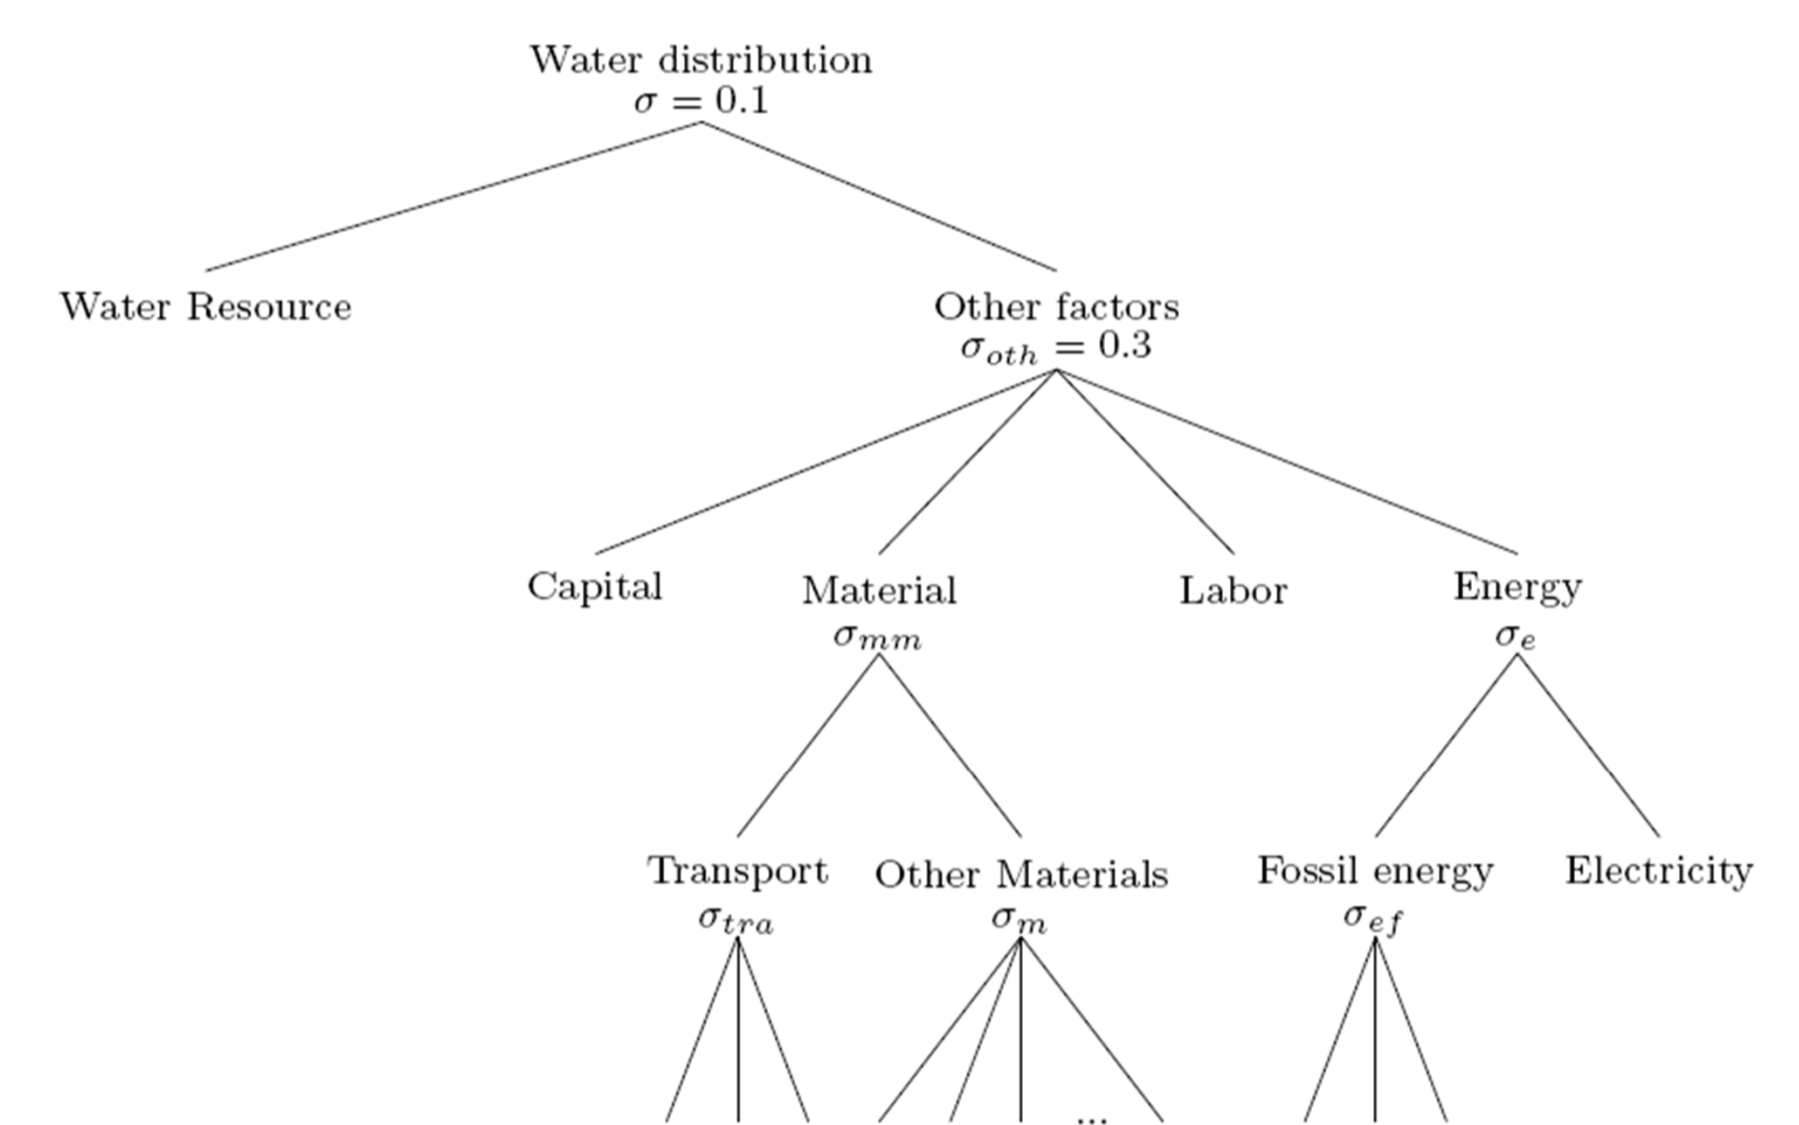 Water distribution
σ = 0.1
Water Resource
Other factors
σ_oth = 0.3
Capital
Material
Labor
Energy
σ_mm
σ_e
Transport
Other Materials
Fossil energy
Electricity
σ_tra
σ_m
σ_ef
...